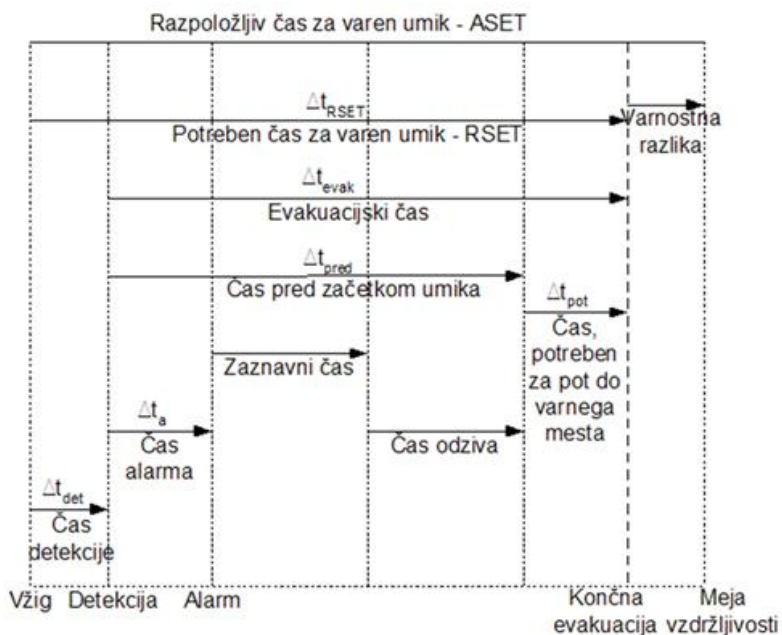 Razpoložljiv čas za varen umik - ASET
Δt_RSET
Potreben čas za varen umik - RSET
Varnostna
razlika
Δt_evak
Evakuacijski čas
Δt_pred
Čas pred začetkom umika
Δt_pot
Čas,
potreben
za pot do
varnega
mesta
Zaznavni čas
Δt_a
Čas
alarma
Čas odziva
Δt_det
Čas
detekcije
Vžig Detekcija Alarm Končna Meja
evakuacija vzdržljivosti